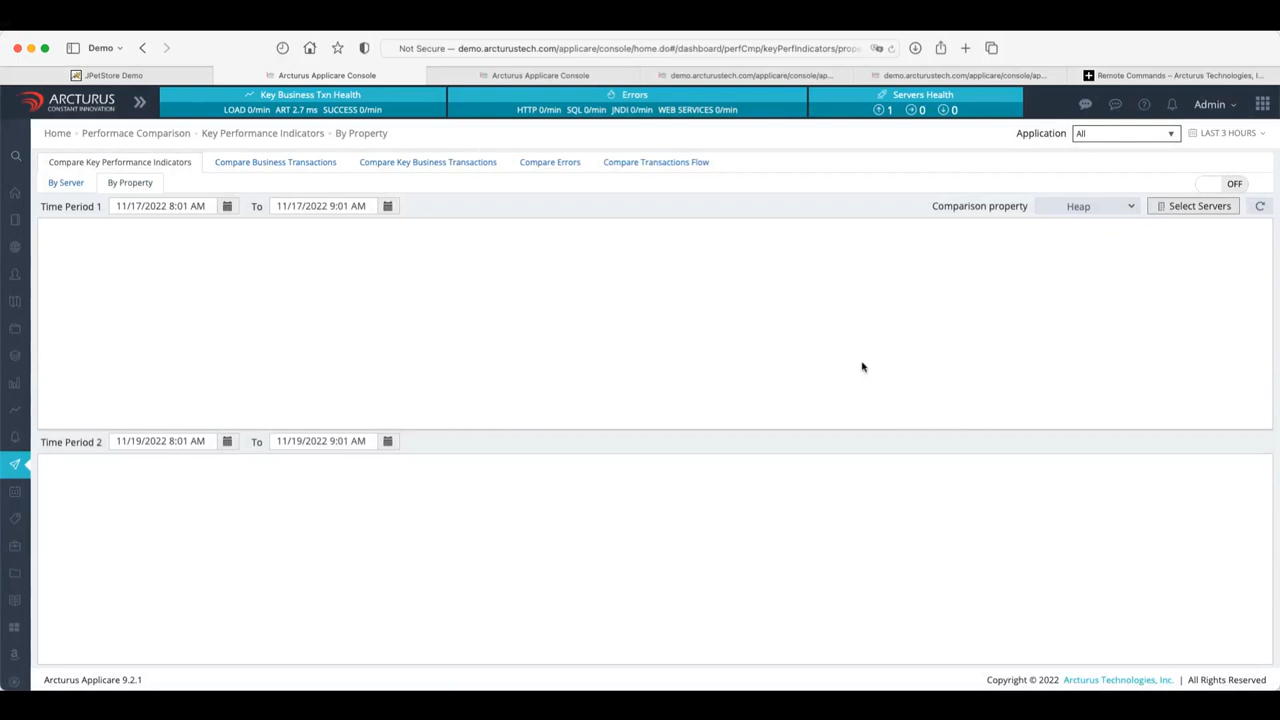 Demo
Not Secure — demo.arcturustech.com/applicare/console/home.do#/dashboard/perfCmp/keyPerfIndicators/prope
JPetStore Demo
Arcturus Applicare Console
Arcturus Applicare Console
demo.arcturustech.com/applicare/console/ap...
demo.arcturustech.com/applicare/console/ap...
Remote Commands – Arcturus Technologies, I...
ARCTURUS
CONSTANT INNOVATION
Key Business Txn Health
LOAD 0/min ART 2.7 ms SUCCESS 0/min
Errors
HTTP 0/min SQL 0/min JNDI 0/min WEB SERVICES 0/min
Servers Health
1 0 0
Admin
Home - Performace Comparison - Key Performance Indicators - By Property
Application All LAST 3 HOURS
Compare Key Performance Indicators Compare Business Transactions Compare Key Business Transactions Compare Errors Compare Transactions Flow
By Server By Property OFF
Time Period 1 11/17/2022 8:01 AM To 11/17/2022 9:01 AM Comparison property Heap Select Servers
Time Period 2 11/19/2022 8:01 AM To 11/19/2022 9:01 AM
Arcturus Applicare 9.2.1 Copyright © 2022 Arcturus Technologies, Inc. | All Rights Reserved